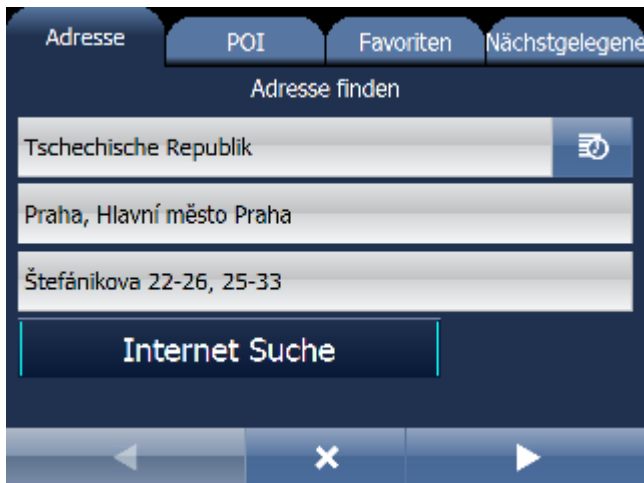 Adresse POI Favoriten Nächstgelegene
Adresse finden
Tschechische Republik
Praha, Hlavní město Praha
Štefánikova 22-26, 25-33
Internet Suche